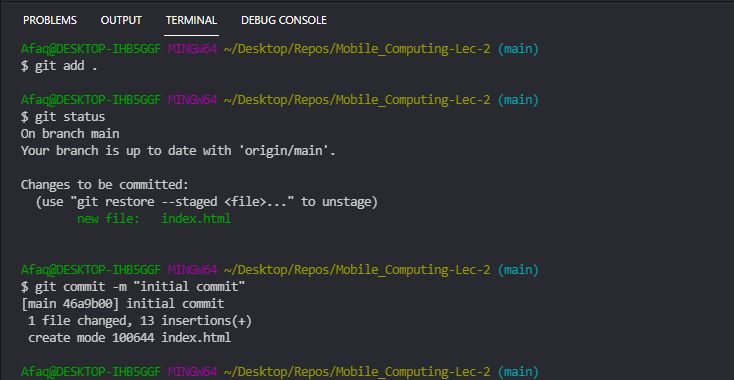 PROBLEMS OUTPUT TERMINAL DEBUG CONSOLE
Afaq@DESKTOP-IHB5GGF MINGW64 ~/Desktop/Repos/Mobile_Computing-Lec-2 (main)
$ git add .
Afaq@DESKTOP-IHB5GGF MINGW64 ~/Desktop/Repos/Mobile_Computing-Lec-2 (main)
$ git status
On branch main
Your branch is up to date with 'origin/main'.
Changes to be committed:
  (use "git restore --staged <file>..." to unstage)
        new file:   index.html
Afaq@DESKTOP-IHB5GGF MINGW64 ~/Desktop/Repos/Mobile_Computing-Lec-2 (main)
$ git commit -m "initial commit"
[main 46a9b00] initial commit
 1 file changed, 13 insertions(+)
 create mode 100644 index.html
Afaq@DESKTOP-IHB5GGF MINGW64 ~/Desktop/Repos/Mobile_Computing-Lec-2 (main)